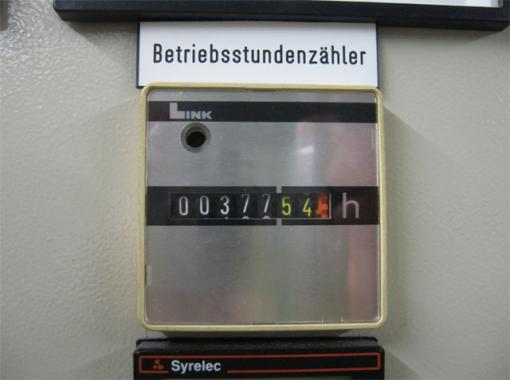 Betriebsstundenzähler
LINK
0037754 h
Syrelec